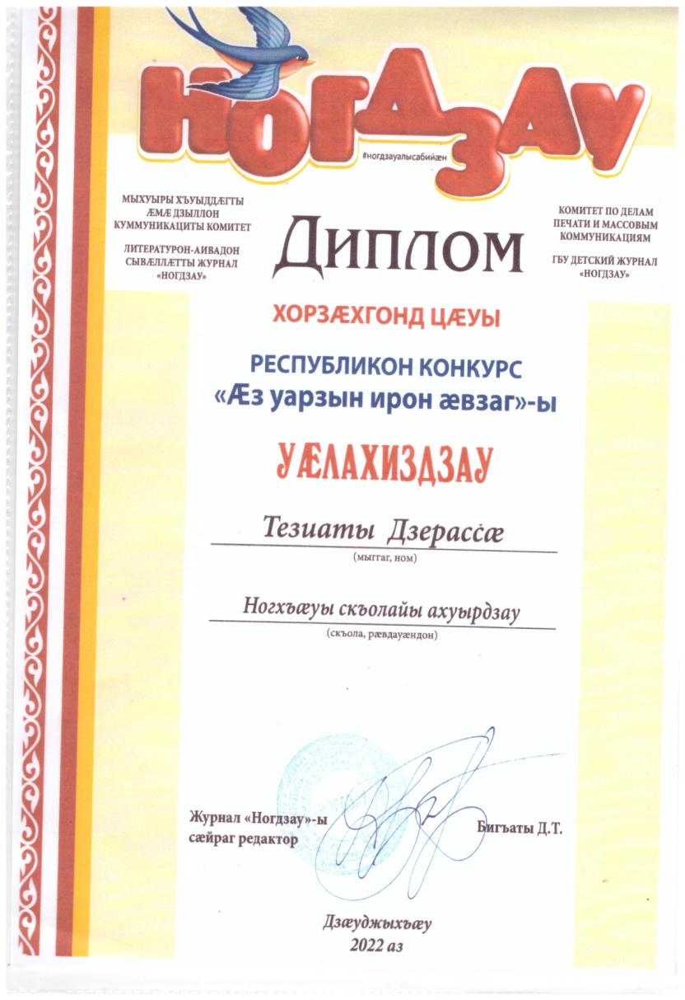 НОГДЗАУ
#ногдзауалысабийæн
МЫХУЫРЫ ХЪУЫДДÆГТЫ
ÆМÆ ДЗЫЛЛОН
КУММУНИКАЦИТЫ КОМИТЕТ
ЛИТЕРАТУРОН-АИВАДОН
СЫВÆЛЛÆТТЫ ЖУРНАЛ
«НОГДЗАУ»
КОМИТЕТ ПО ДЕЛАМ
ПЕЧАТИ И МАССОВЫМ
КОММУНИКАЦИЯМ
ГБУ ДЕТСКИЙ ЖУРНАЛ
«НОГДЗАУ»
ДИПЛОМ
ХОРЗÆХГОНД ЦÆУЫ
РЕСПУБЛИКОН КОНКУРС
«Æз уарзын ирон æвзаг»-ы
УÆЛАХИЗДЗАУ
Тезиаты Дзерассæ
(мыггаг, ном)
Ногхъæуы скъолайы ахуырдзау
(скъола, рæвдауæндон)
Журнал «Ногдзау»-ы
сæйраг редактор
Бигъаты Д.Т.
Дзæуджыхъæу
2022 аз